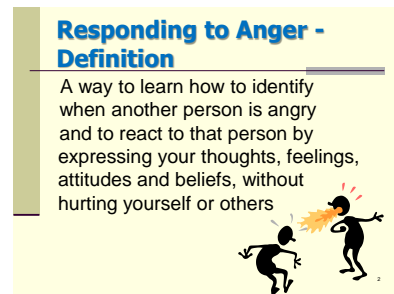 Responding to Anger -
Definition
A way to learn how to identify
when another person is angry
and to react to that person by
expressing your thoughts, feelings,
attitudes and beliefs, without
hurting yourself or others
2